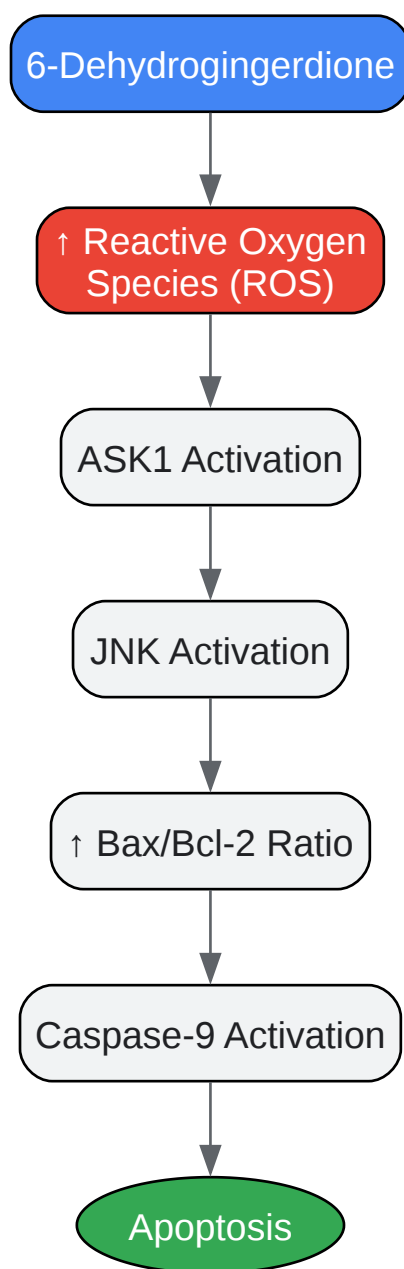 6-Dehydrogingerdione
↑ Reactive Oxygen
Species (ROS)
ASK1 Activation
JNK Activation
↑ Bax/Bcl-2 Ratio
Caspase-9 Activation
Apoptosis